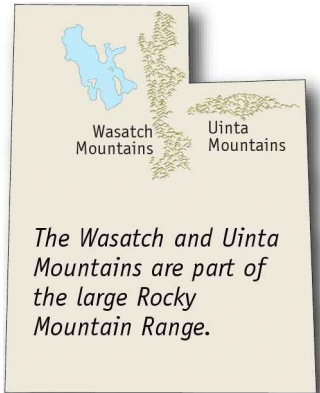 Wasatch
Mountains
Uinta
Mountains
The Wasatch and Uinta
Mountains are part of
the large Rocky
Mountain Range.